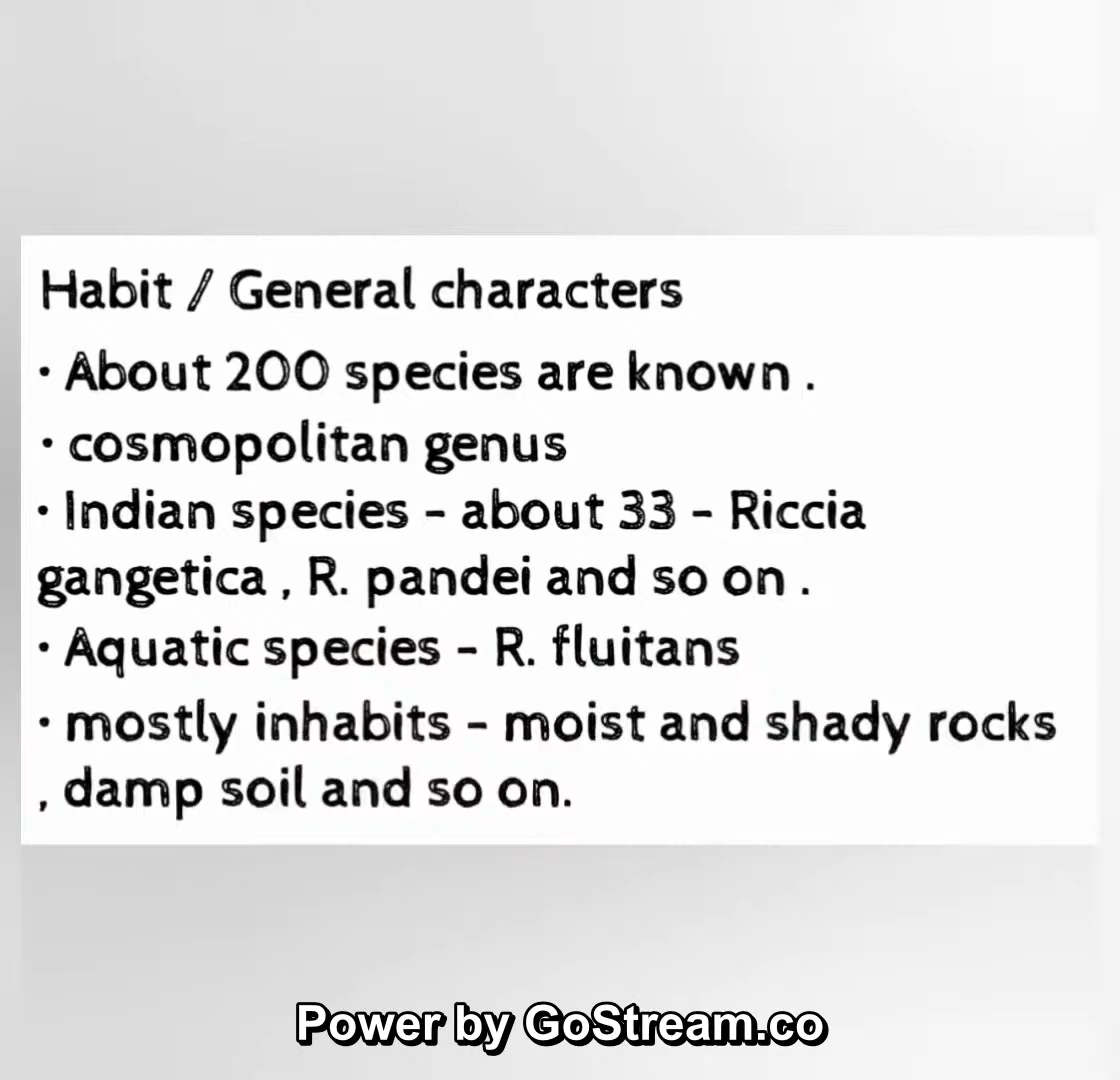 Habit / General characters
· About 200 species are known .
· cosmopolitan genus
· Indian species - about 33 - Riccia
gangetica , R. pandei and so on .
· Aquatic species - R. fluitans
· mostly inhabits - moist and shady rocks
, damp soil and so on.
Power by GoStream.co